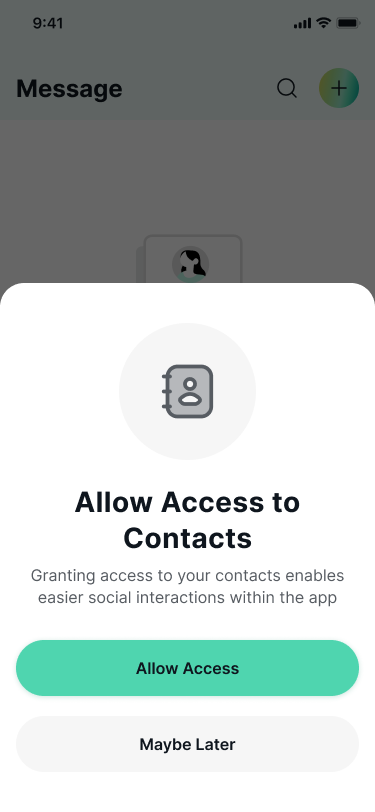 9:41
Message
Allow Access to
Contacts
Granting access to your contacts enables
easier social interactions within the app
Allow Access
Maybe Later